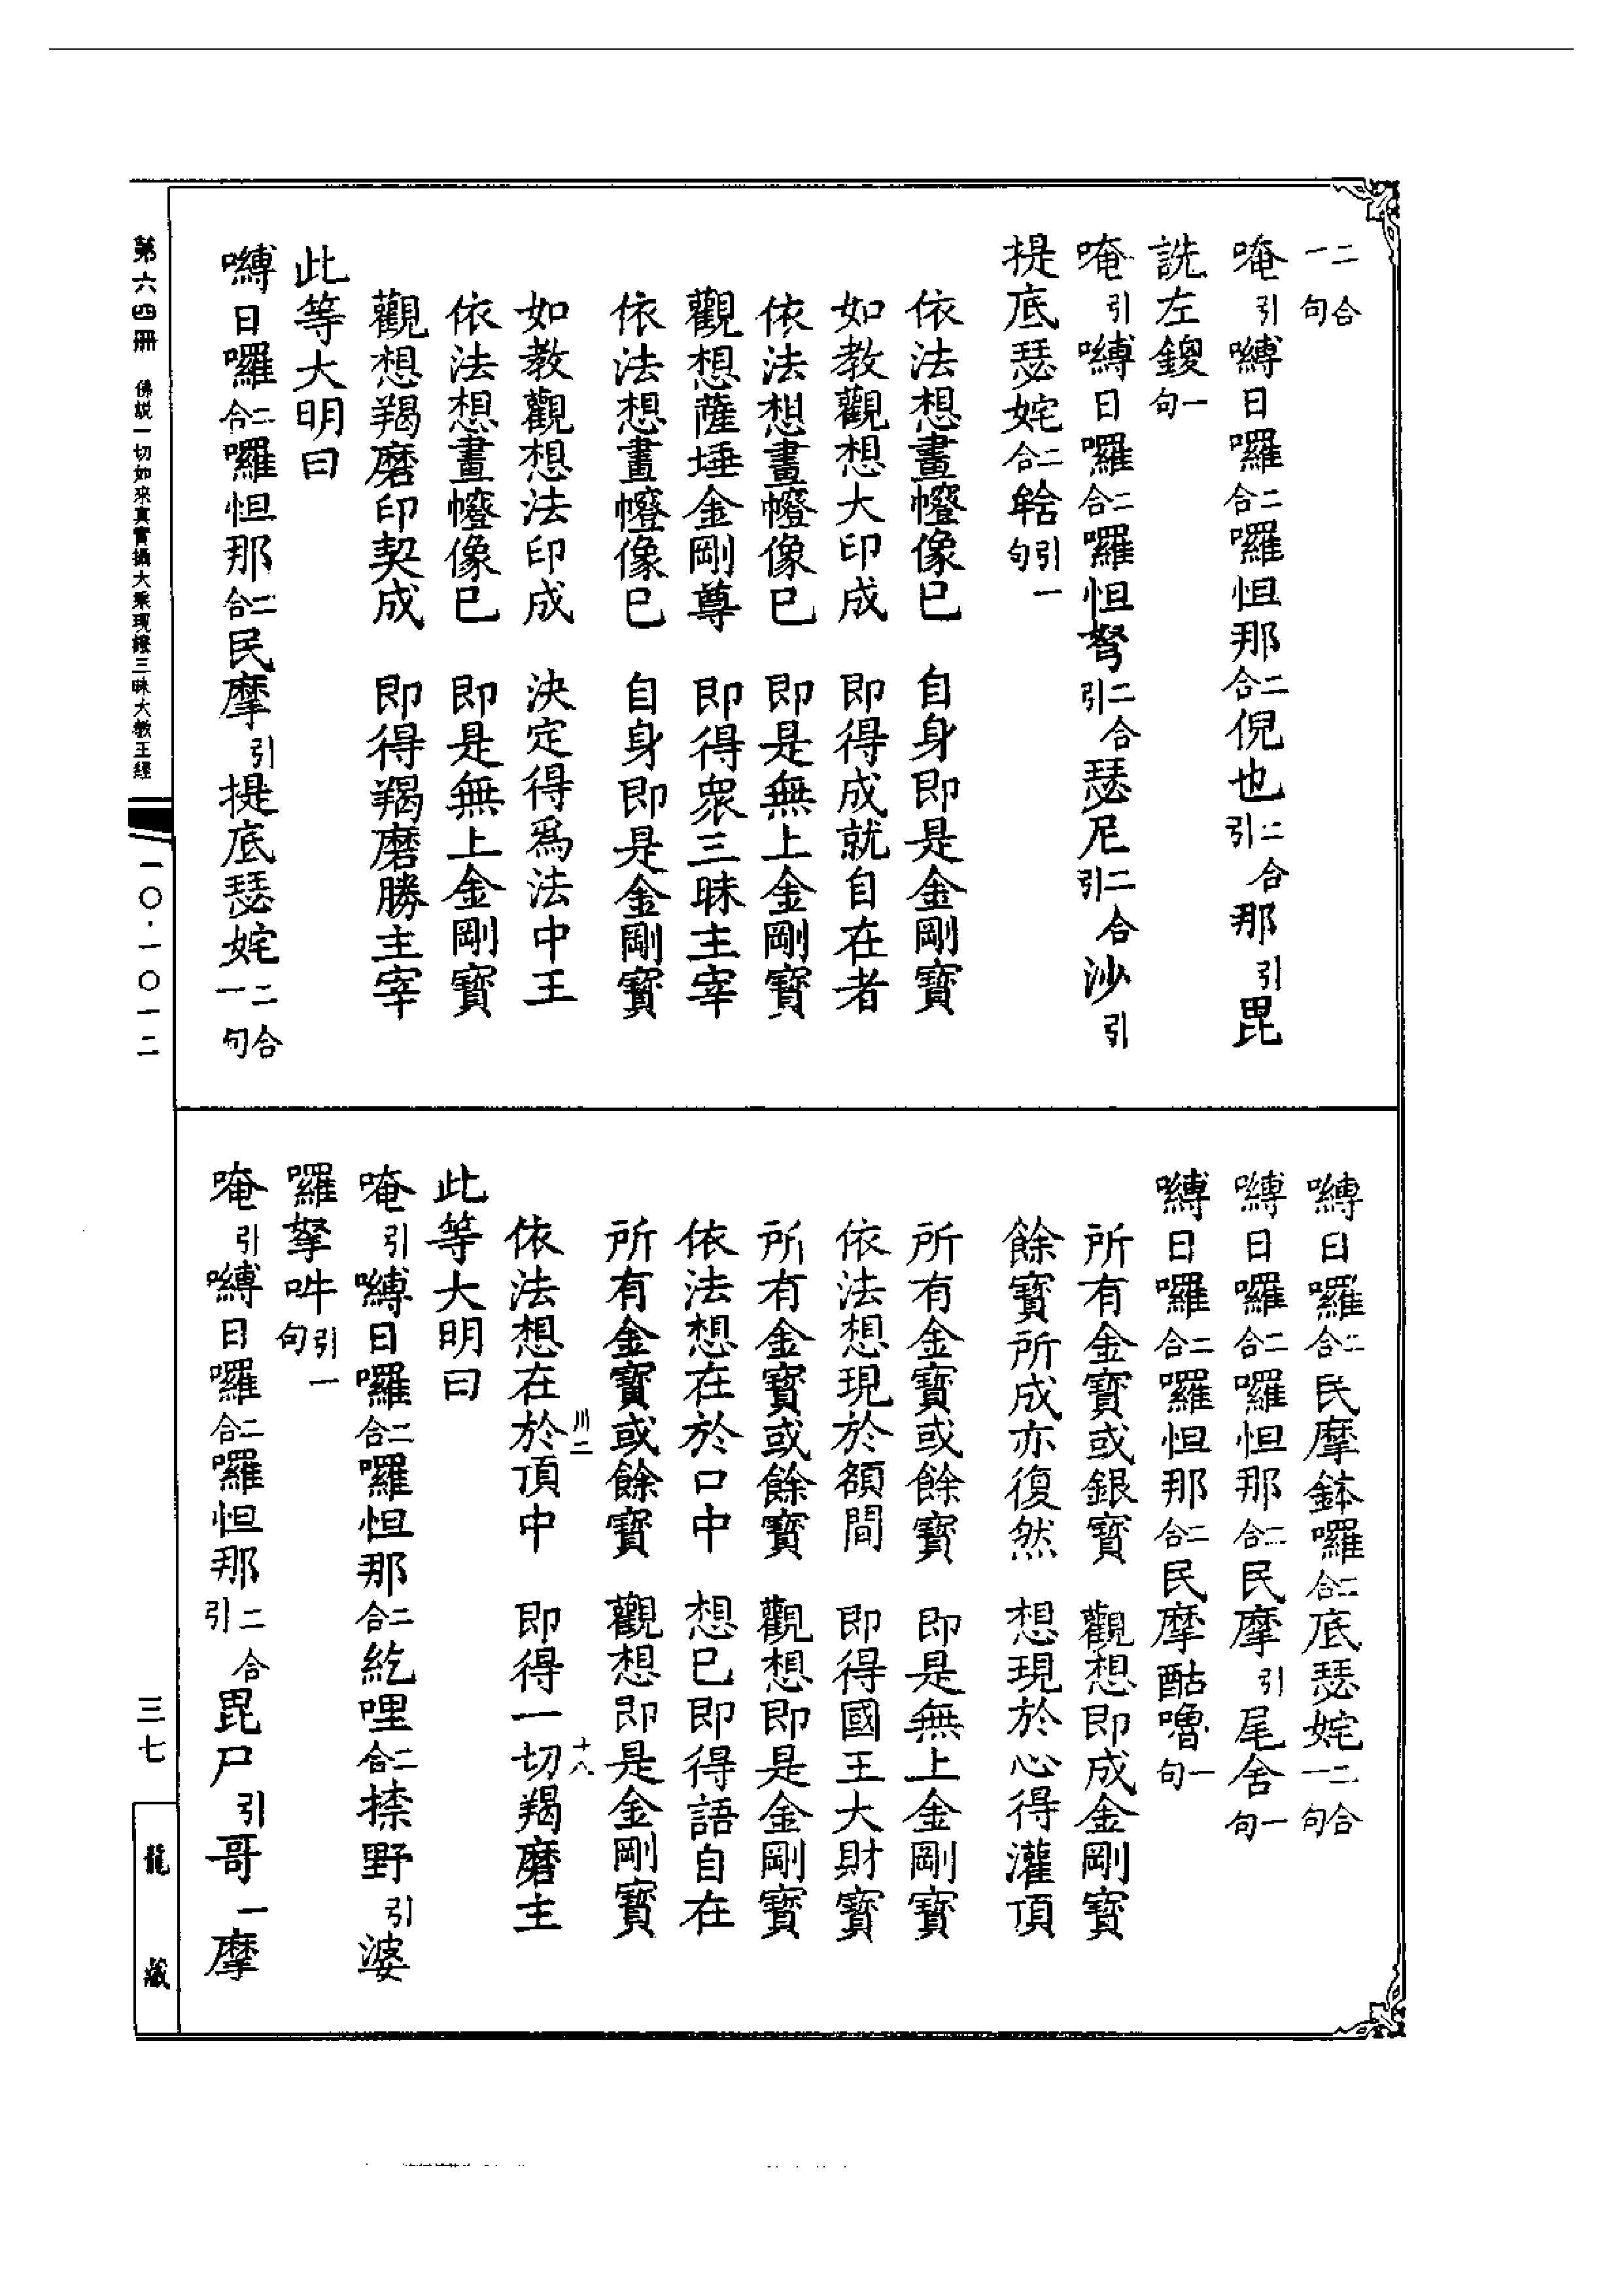 二合一句
唵引嚩日囉二合囉怛那二合倪也二合引那引毘
詵左鑁一句
唵引嚩日囉二合囉怛努二合引瑟尼二合引沙引
提底瑟姹二合㘕引一句
依法想畫㡧像已　自身即是金剛寶
如教觀想大印成　即得成就自在者
依法想畫㡧像已　即是無上金剛寶
觀想薩埵金剛尊　即得眾三昧主宰
依法想畫㡧像已　自身即是金剛寶
如教觀想法印成　決定得為法中王
依法想畫㡧像已　即是無上金剛寶
觀想羯磨印契成　即得羯磨勝主宰
此等大明曰
嚩日囉二合囉怛那二合民摩引提底瑟姹二合一句
嚩日囉二合民摩鉢囉二合底瑟姹二合一句
嚩日囉二合囉怛那二合民摩引尾舍一句
嚩日囉二合囉怛那二合民摩酤嚕一句
所有金寶或銀寶　觀想即成金剛寶
餘寶所成亦復然　想現於心得灌頂
所有金寶或餘寶　即是無上金剛寶
依法想現於額間　即得國王大財寶
所有金寶或餘寶　觀想即是金剛寶
依法想在於口中　想已即得語自在
所有金寶或餘寶　觀想即是金剛寶
川二　十八
依法想在於頂中　即得一切羯磨主
此等大明曰
唵引嚩日囉二合囉怛那二合紇哩二合捺野引婆
囉拏吽引一句
唵引嚩日囉二合囉怛那二合引毘尸引哥一摩
第六四冊　佛說一切如來真實攝大乘現證三昧大教王經
一〇·一〇一二
三七
龍藏